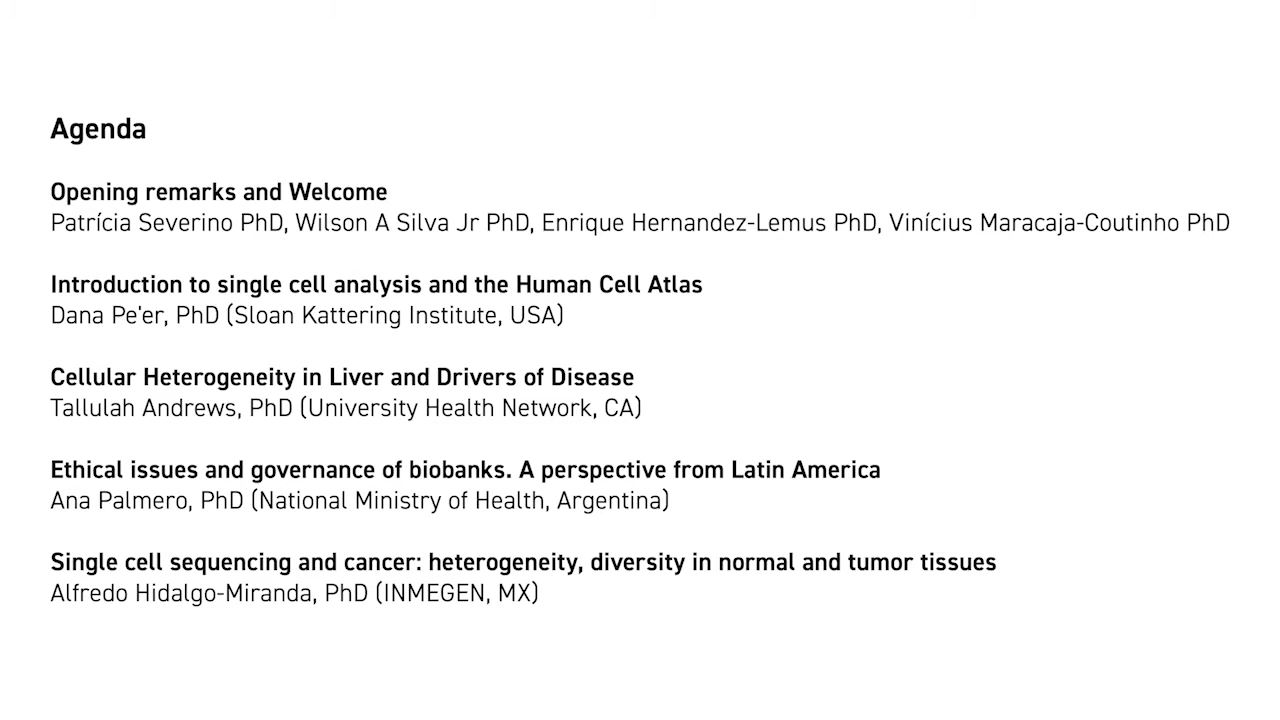 Agenda
Opening remarks and Welcome
Patrícia Severino PhD, Wilson A Silva Jr PhD, Enrique Hernandez-Lemus PhD, Vinícius Maracaja-Coutinho PhD
Introduction to single cell analysis and the Human Cell Atlas
Dana Pe'er, PhD (Sloan Kattering Institute, USA)
Cellular Heterogeneity in Liver and Drivers of Disease
Tallulah Andrews, PhD (University Health Network, CA)
Ethical issues and governance of biobanks. A perspective from Latin America
Ana Palmero, PhD (National Ministry of Health, Argentina)
Single cell sequencing and cancer: heterogeneity, diversity in normal and tumor tissues
Alfredo Hidalgo-Miranda, PhD (INMEGEN, MX)